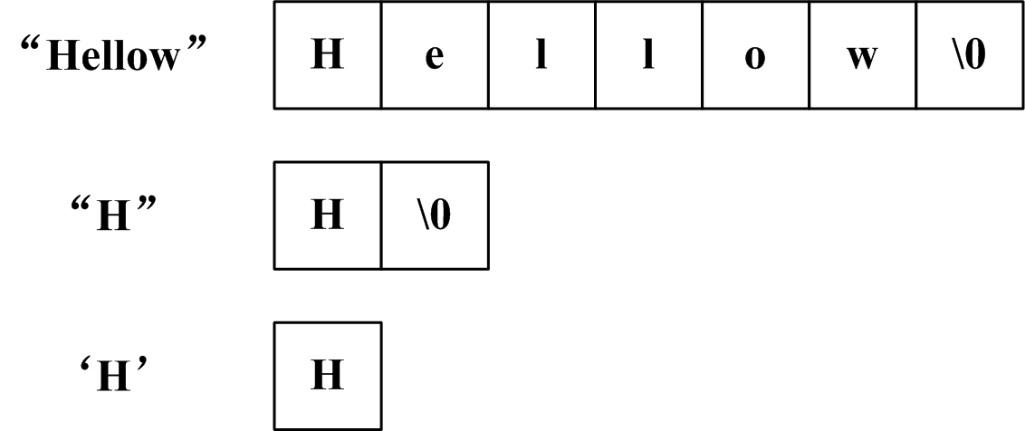 “Hellow” H e l l o w \0
“H” H \0
‘H’ H